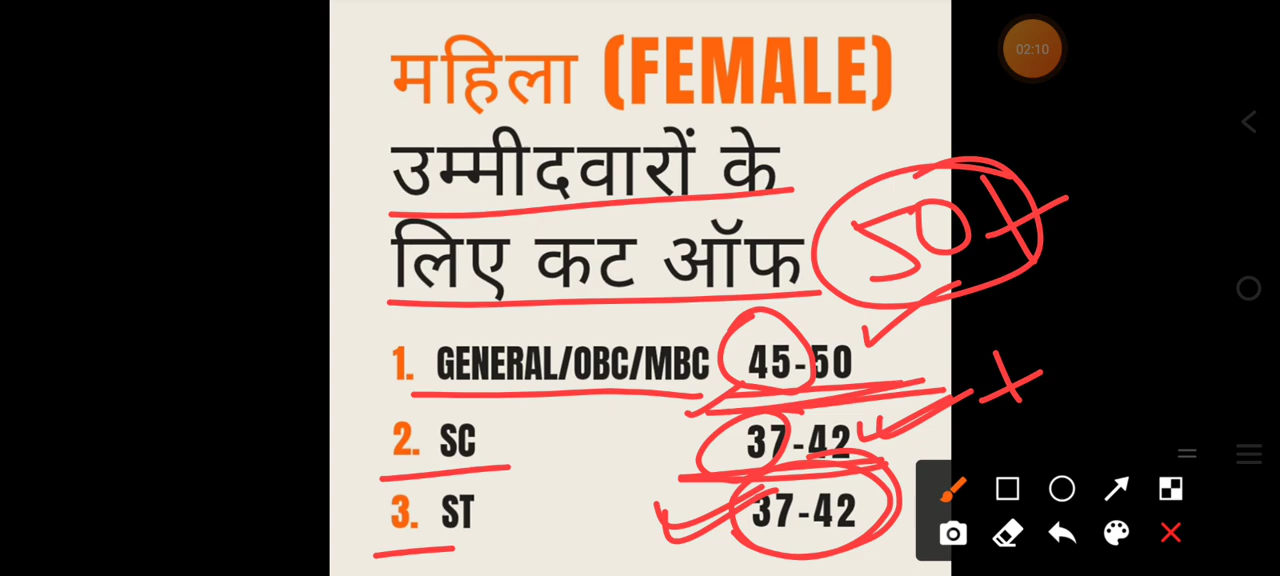 02:10
महिला (FEMALE)
उम्मीदवारों के
लिए कट ऑफ
50+
1. GENERAL/OBC/MBC 45-50
+
2. SC 37-42
3. ST 37-42